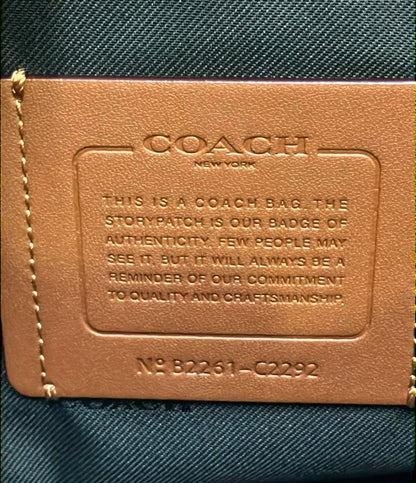 COACH
NEW YORK
THIS IS A COACH BAG. THE
STORYPATCH IS OUR BADGE OF
AUTHENTICITY. FEW PEOPLE MAY
SEE IT, BUT IT WILL ALWAYS BE A
REMINDER OF OUR COMMITMENT
TO QUALITY AND CRAFTSMANSHIP.
Nº B2261-C2292